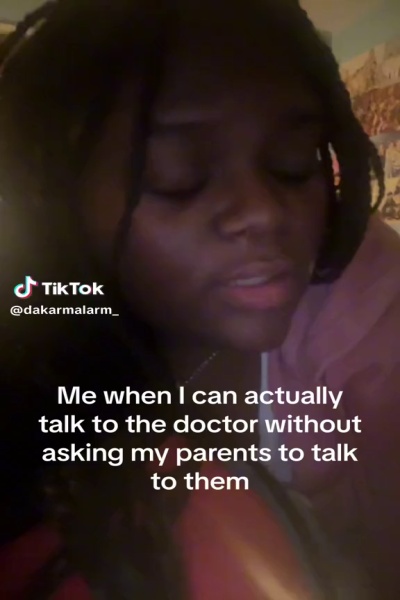 TikTok
@dakarmalarm_
Me when I can actually
talk to the doctor without
asking my parents to talk
to them